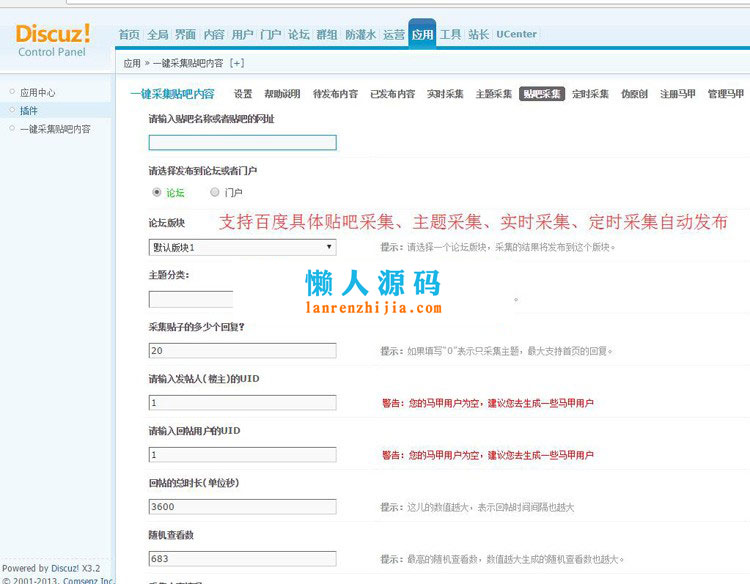 Discuz!
Control Panel
首页 全局 界面 内容 用户 门户 论坛 群组 防灌水 运营 应用 工具 站长 UCenter
应用 » 一键采集贴吧内容 [+]
应用中心
插件
一键采集贴吧内容
一键采集贴吧内容 设置 帮助说明 待发布内容 已发布内容 实时采集 主题采集 贴吧采集 定时采集 伪原创 注册马甲 管理马甲
请输入贴吧名称或者贴吧的网址
请选择发布到论坛或者门户
论坛 门户
论坛版块
支持百度具体贴吧采集、主题采集、实时采集、定时采集自动发布
默认版块1
提示：请选择一个论坛版块，采集的结果将发布到这个版块。
主题分类:
懒人源码
lanrenzhijia.com
采集贴子的多少个回复?
20
提示：如果填写"0"表示只采集主题，最大支持首页的回复。
请输入发帖人(楼主)的UID
1
警告：您的马甲用户为空，建议您去生成一些马甲用户
请输入回帖用户的UID
1
警告：您的马甲用户为空，建议您去生成一些马甲用户
回帖的总时长(单位秒)
3600
提示：这儿的数值越大，表示回帖时间间隔也越大
随机查看数
683
提示：最高的随机查看数，数值越大生成的随机查看数也越大。
Powered by Discuz! X3.2
© 2001-2013, Comsenz Inc.